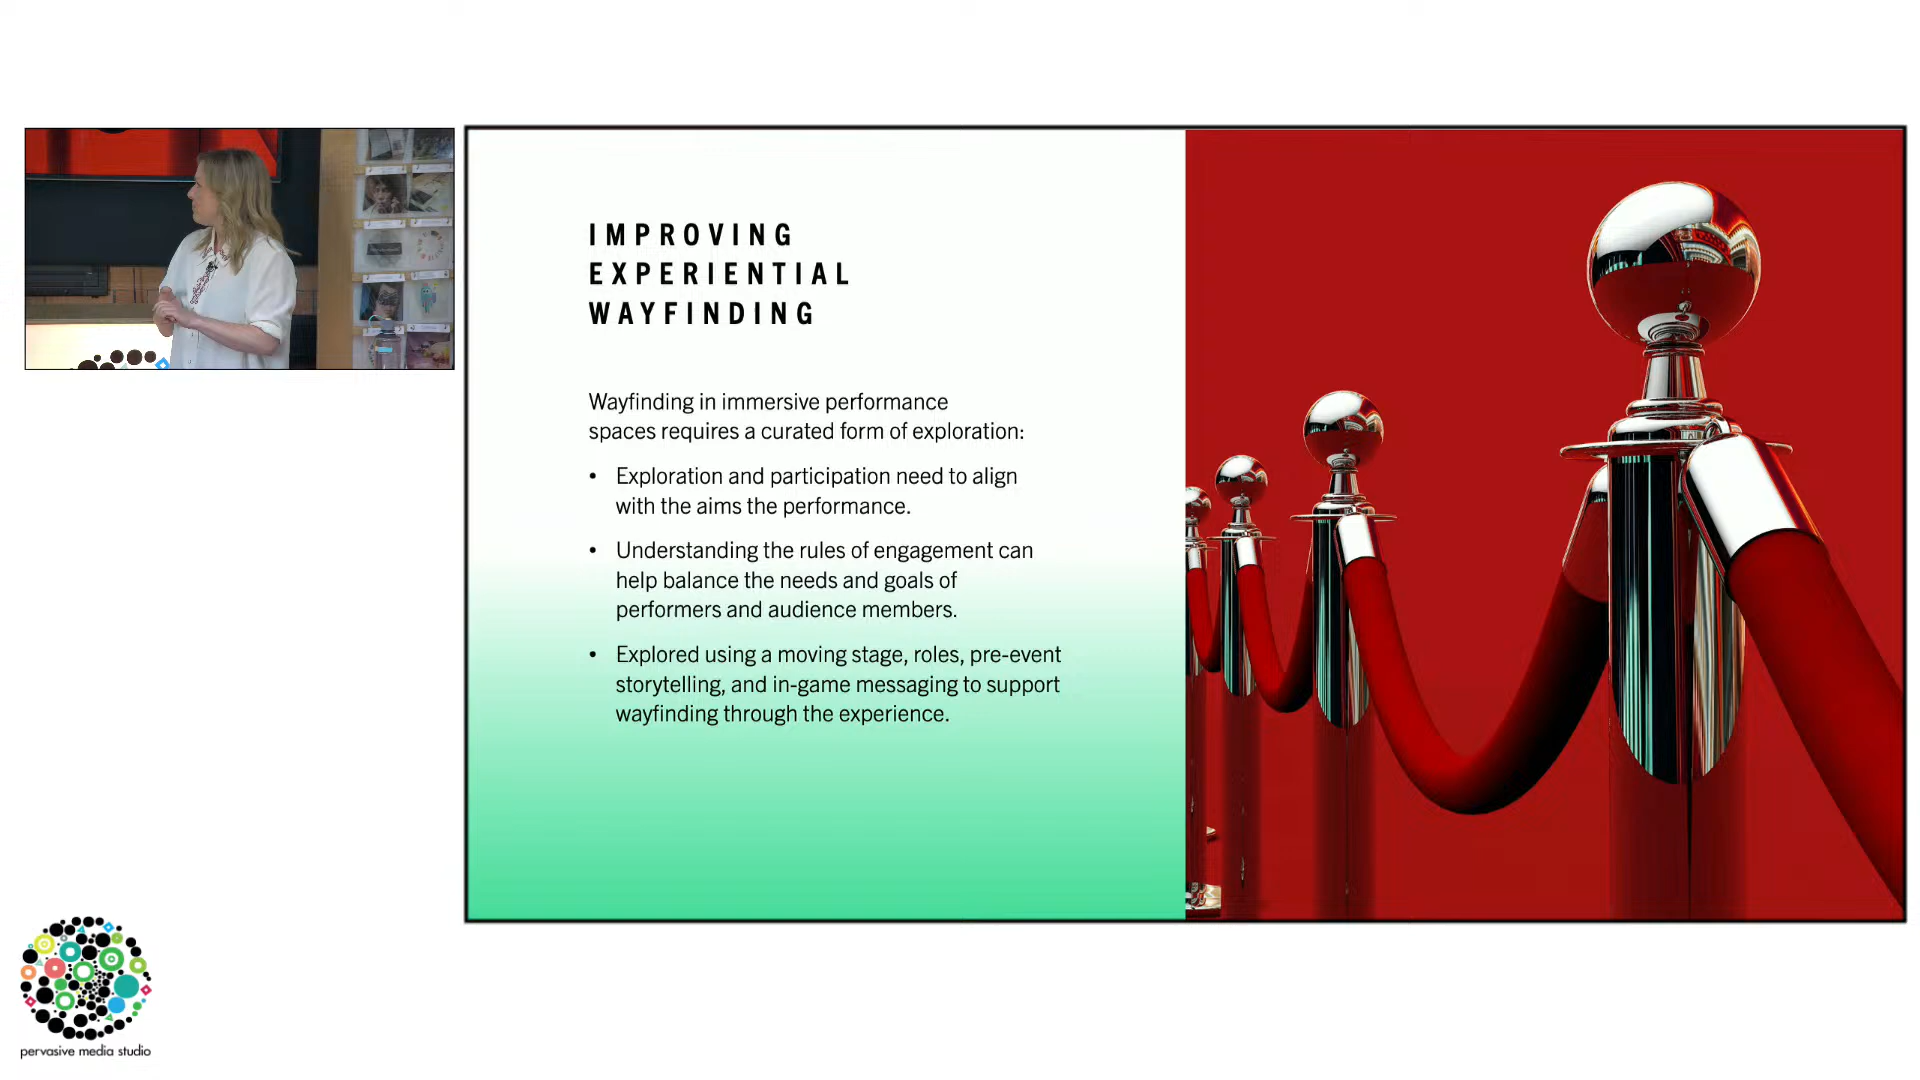 IMPROVING
EXPERIENTIAL
WAYFINDING
Wayfinding in immersive performance
spaces requires a curated form of exploration:
• Exploration and participation need to align
with the aims the performance.
• Understanding the rules of engagement can
help balance the needs and goals of
performers and audience members.
• Explored using a moving stage, roles, pre-event
storytelling, and in-game messaging to support
wayfinding through the experience.
pervasive media studio